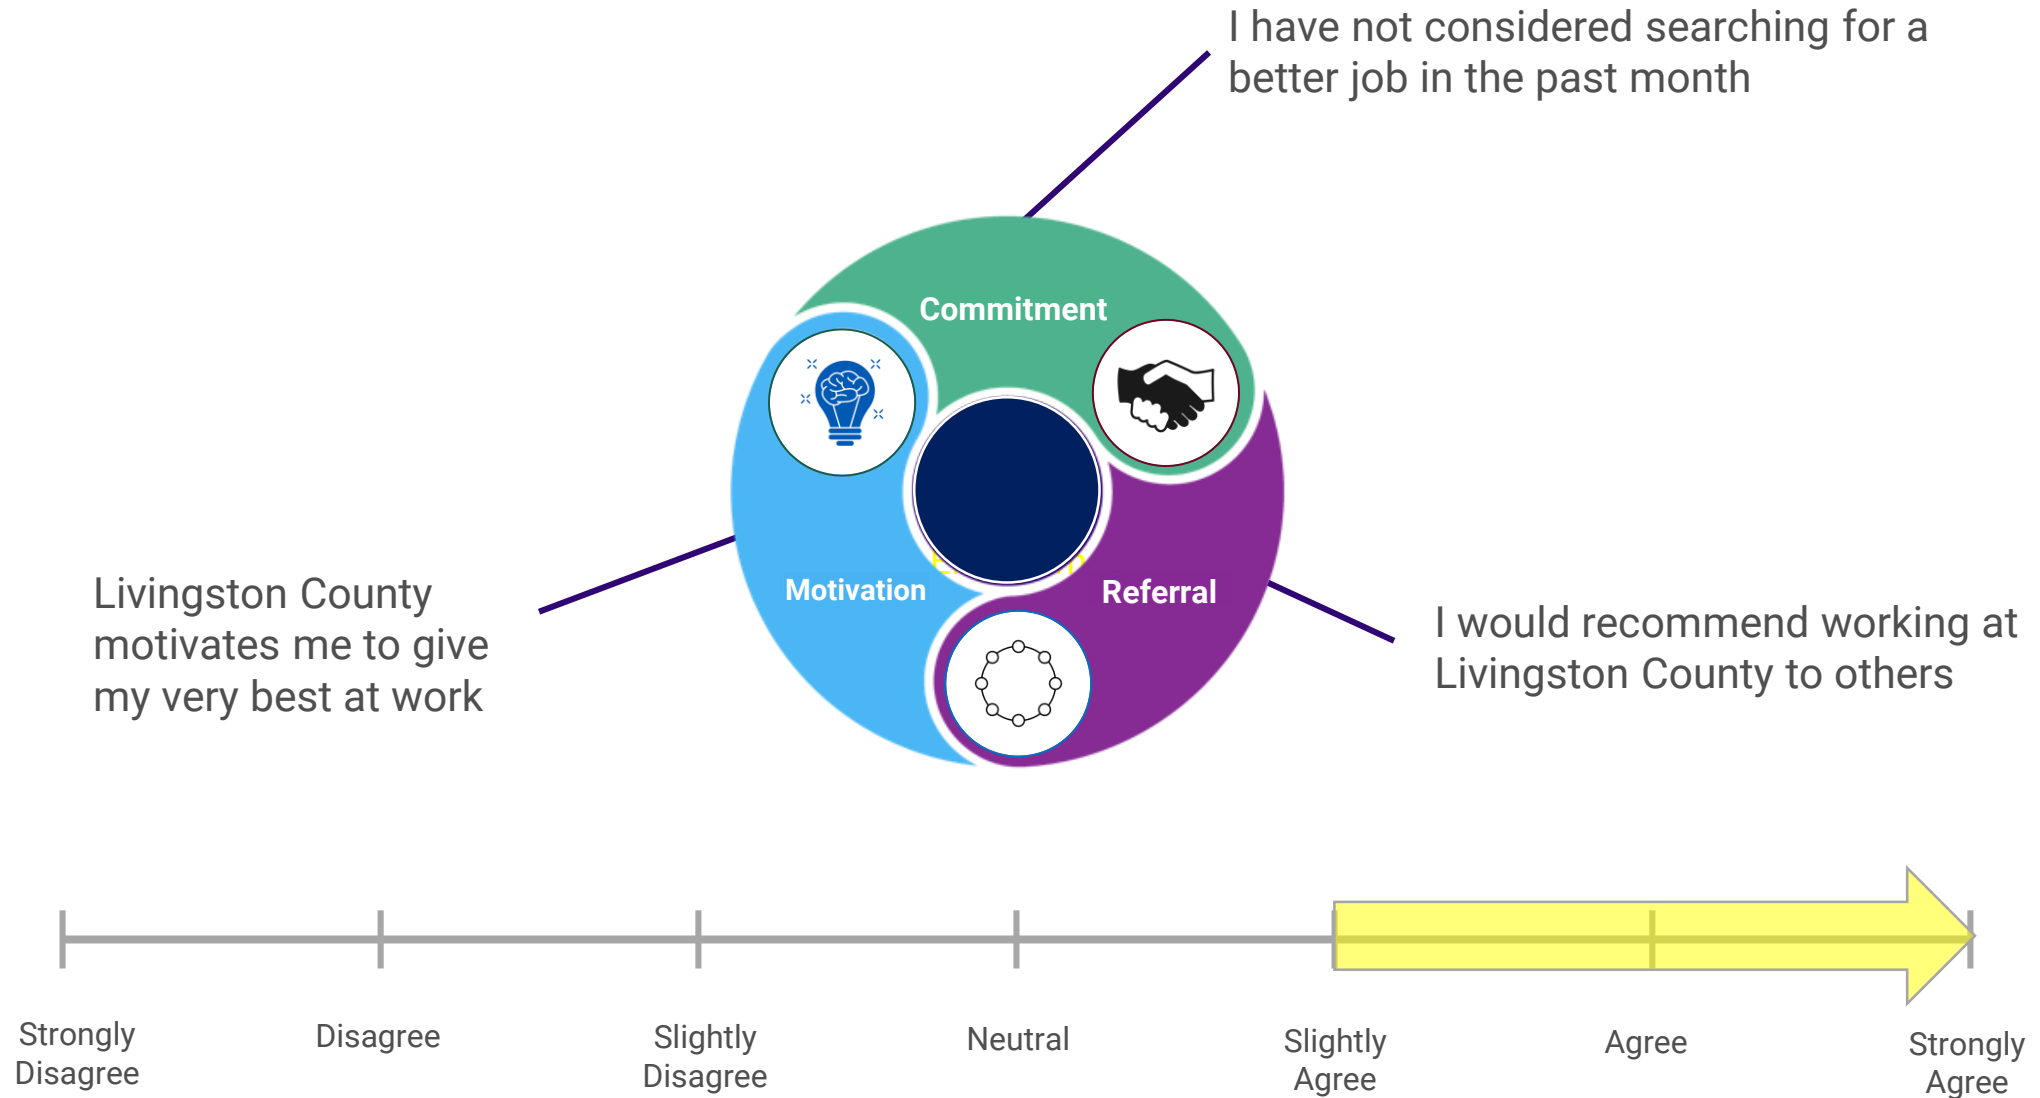 I have not considered searching for a
better job in the past month
Commitment
Motivation
Referral
Livingston County
motivates me to give
my very best at work
I would recommend working at
Livingston County to others
Strongly
Disagree
Disagree
Slightly
Disagree
Neutral
Slightly
Agree
Agree
Strongly
Agree